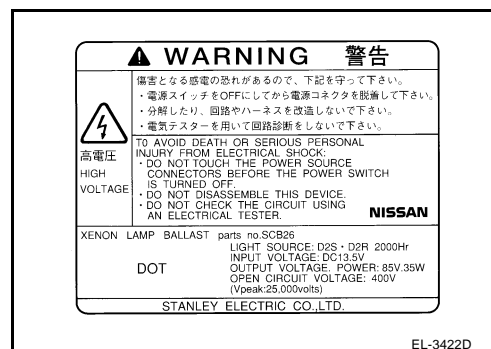 ⚠ WARNING 警告
傷害となる感電の恐れがあるので、下記を守って下さい。
・電源スイッチをOFFにしてから電源コネクタを脱着して下さい。
・分解したり、回路やハーネスを改造しないで下さい。
・電気テスターを用いて回路診断をしないで下さい。
高電圧
HIGH
VOLTAGE
TO AVOID DEATH OR SERIOUS PERSONAL
INJURY FROM ELECTRICAL SHOCK:
・DO NOT TOUCH THE POWER SOURCE
CONNECTORS BEFORE THE POWER SWITCH
IS TURNED OFF.
・DO NOT DISASSEMBLE THIS DEVICE.
・DO NOT CHECK THE CIRCUIT USING
AN ELECTRICAL TESTER.
NISSAN
XENON LAMP BALLAST parts no.SCB26
DOT
LIGHT SOURCE: D2S・D2R 2000Hr
INPUT VOLTAGE: DC13.5V
OUTPUT VOLTAGE. POWER: 85V.35W
OPEN CIRCUIT VOLTAGE: 400V
(Vpeak:25,000volts)
STANLEY ELECTRIC CO.,LTD.
EL-3422D